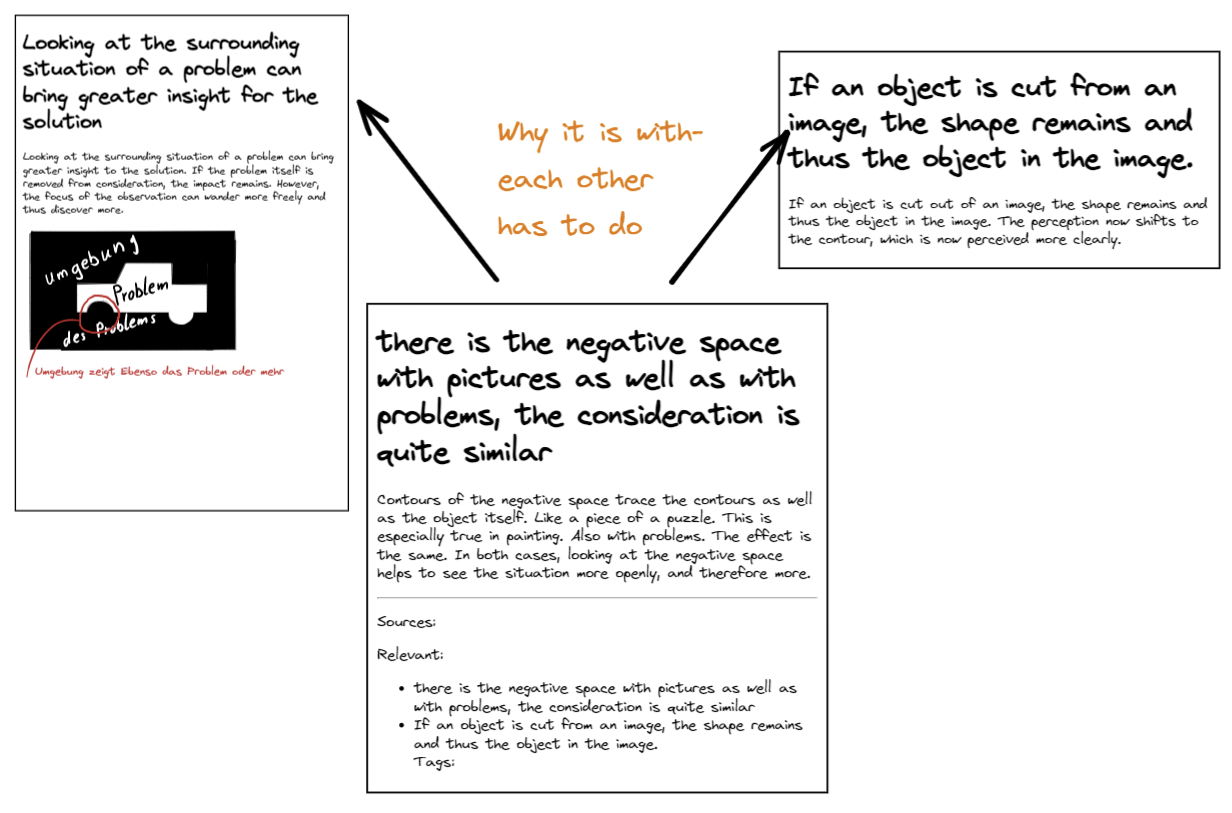 Looking at the surrounding
situation of a problem can
bring greater insight for the
solution
Looking at the surrounding situation of a problem can bring
greater insight to the solution. If the problem itself is
removed from consideration, the impact remains. However,
the focus of the observation can wander more freely and
thus discover more.
Umgebung
Problem
des Problems
Umgebung zeigt Ebenso das Problem oder mehr
Why it is with-
each other
has to do
If an object is cut from an
image, the shape remains and
thus the object in the image.
If an object is cut out of an image, the shape remains and
thus the object in the image. The perception now shifts to
the contour, which is now perceived more clearly.
there is the negative space
with pictures as well as with
problems, the consideration is
quite similar
Contours of the negative space trace the contours as well
as the object itself. Like a piece of a puzzle. This is
especially true in painting. Also with problems. The effect is
the same. In both cases, looking at the negative space
helps to see the situation more openly, and therefore more.
Sources:
Relevant:
• there is the negative space with pictures as well as
with problems, the consideration is quite similar
• If an object is cut from an image, the shape remains
and thus the object in the image.
Tags: